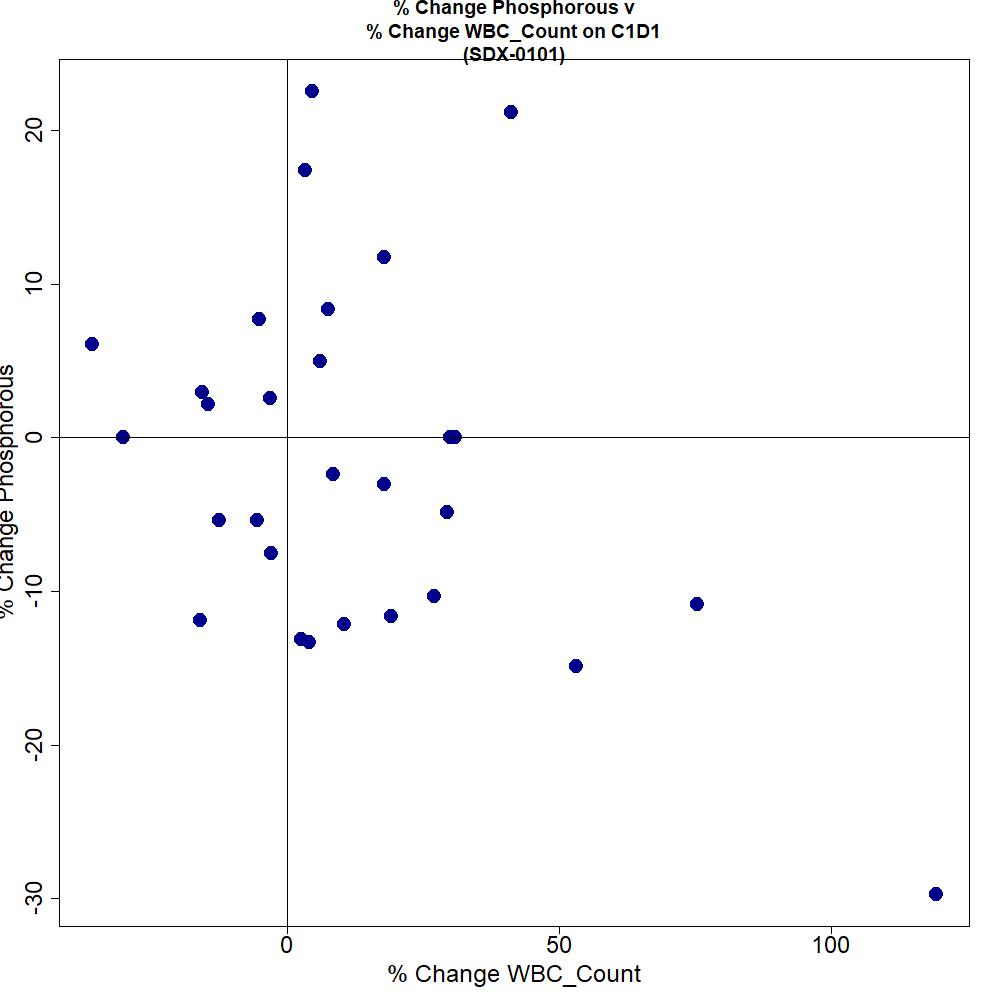 % Change Phosphorous v
% Change WBC_Count on C1D1
(SDX-0101)
20
10
0
-10
-20
-30
% Change Phosphorous
0 50 100
% Change WBC_Count